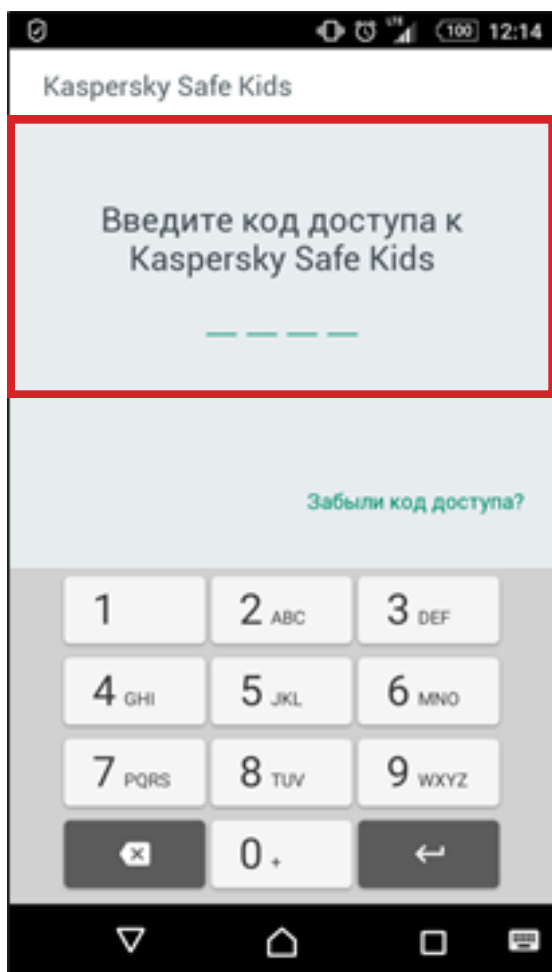 LTE 100 12:14
Kaspersky Safe Kids
Введите код доступа к
Kaspersky Safe Kids
Забыли код доступа?
1 2 ABC 3 DEF
4 GHI 5 JKL 6 MNO
7 PQRS 8 TUV 9 WXYZ
0 +